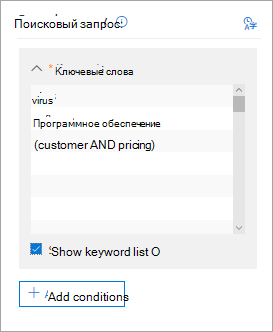 Поисковый запрос:
* Ключевые слова
virus
Программное обеспечение
(customer AND pricing)
Show keyword list
Add conditions